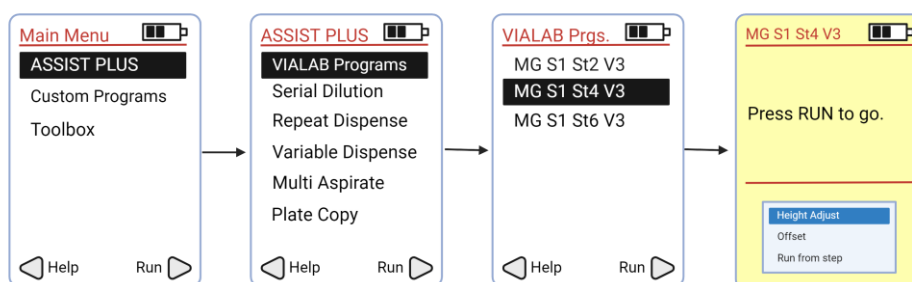 Main Menu
ASSIST PLUS
Custom Programs
Toolbox
Help
Run
ASSIST PLUS
VIALAB Programs
Serial Dilution
Repeat Dispense
Variable Dispense
Multi Aspirate
Plate Copy
Help
Run
VIALAB Prgs.
MG S1 St2 V3
MG S1 St4 V3
MG S1 St6 V3
Help
Run
MG S1 St4 V3
Press RUN to go.
Height Adjust
Offset
Run from step